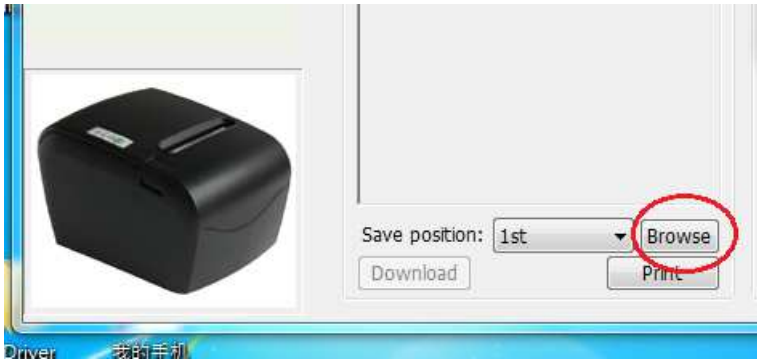 Save position: 1st Browse
Download Print
Driver 我的手机